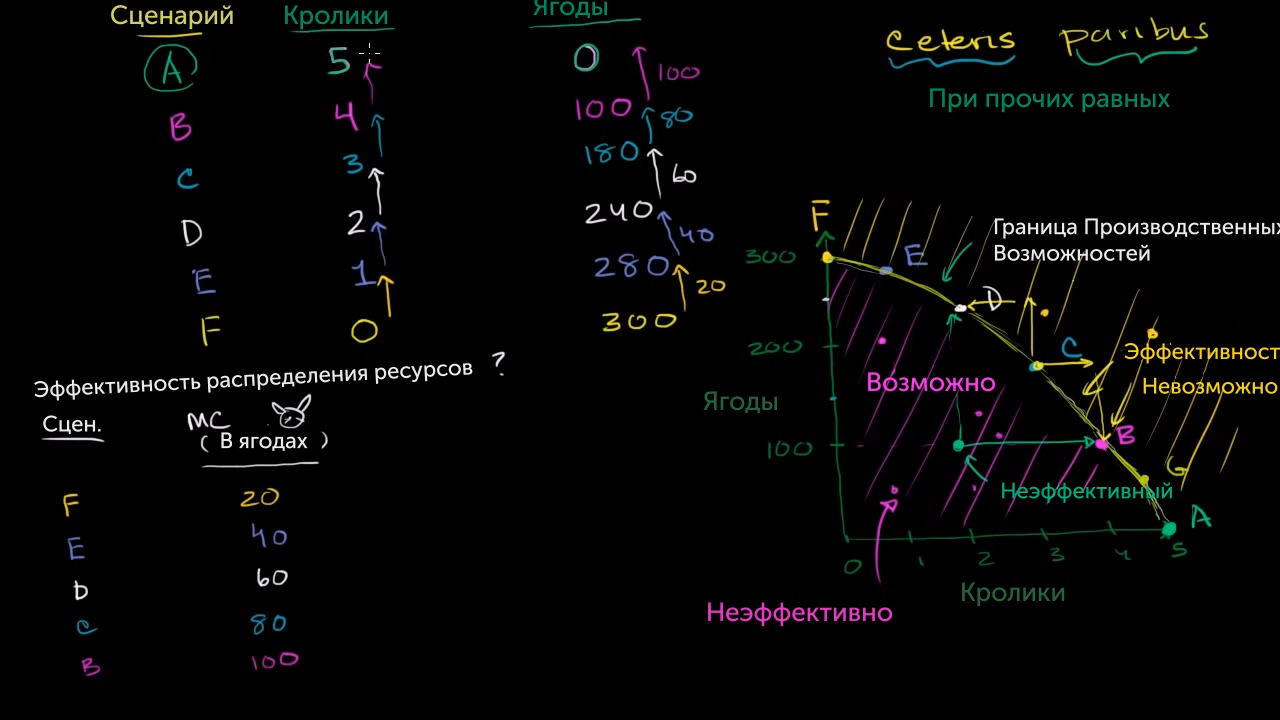 Сценарий Кролики Ягоды
A 5 0
100
B 4 100
80
C 3 180
60
D 2 240
40
E 1 280
20
F 0 300
Эффективность распределения ресурсов ?
Сцен. MC
( В ягодах )
F 20
E 40
D 60
C 80
B 100
ceteris paribus
При прочих равных
F
Граница Производственных
Возможностей
300 E
D
200 C
Эффективност
Возможно Невозможно
Ягоды
100 B
G
Неэффективный
A
0 1 2 3 4 5
Кролики
Неэффективно